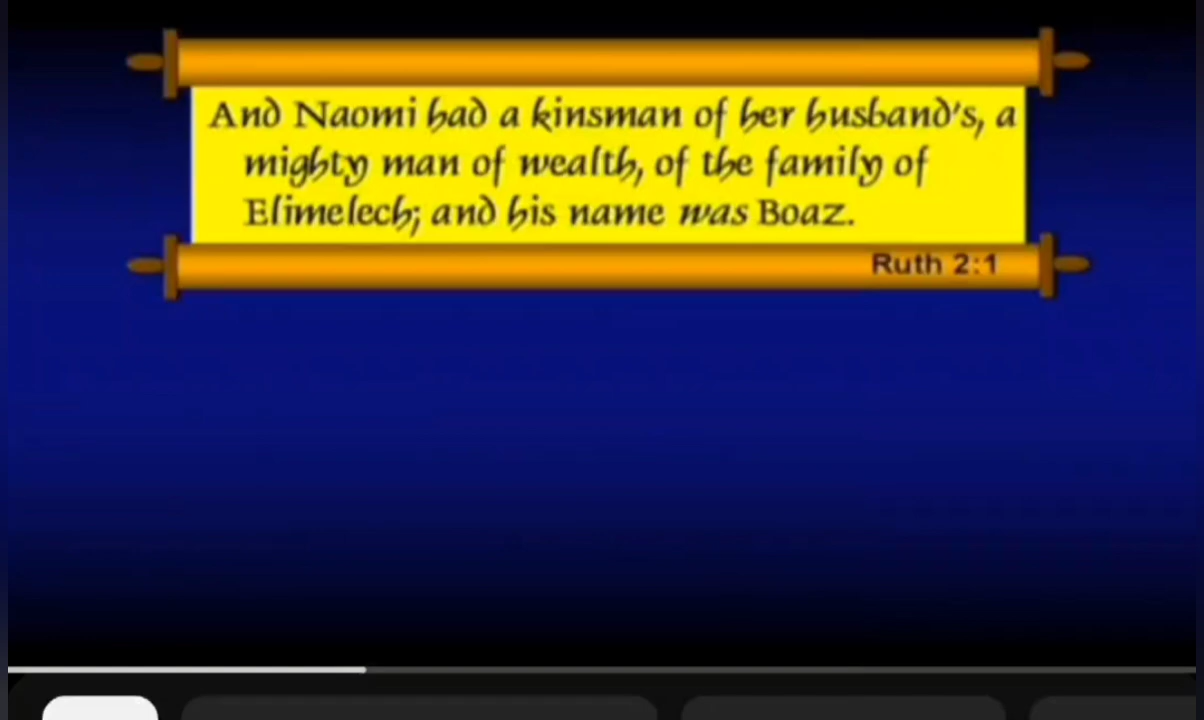 And Naomi had a kinsman of her husband's, a
mighty man of wealth, of the family of
Elimelech; and his name was Boaz.
Ruth 2:1